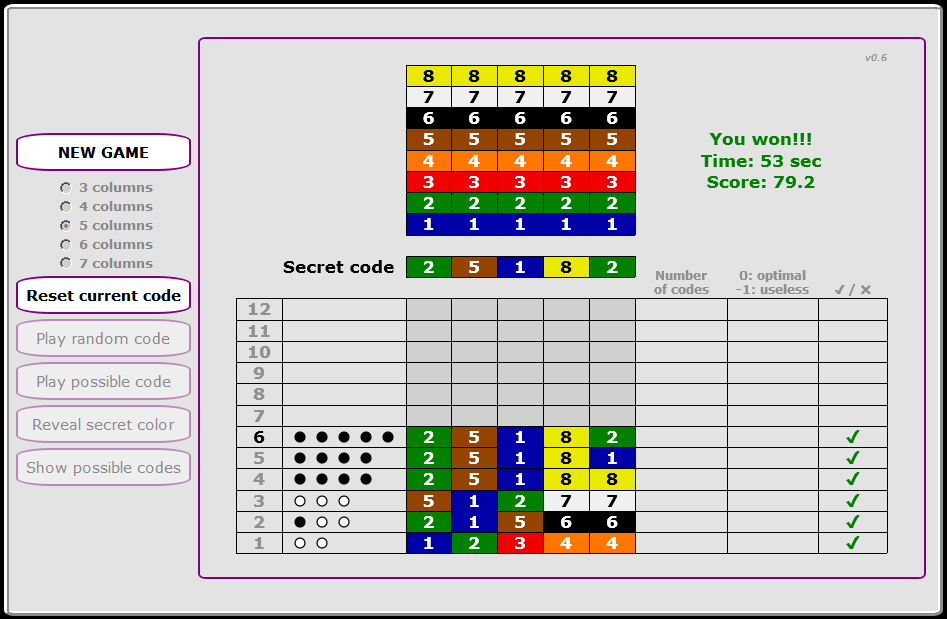 v0.6
8 8 8 8 8
7 7 7 7 7
6 6 6 6 6
5 5 5 5 5
4 4 4 4 4
3 3 3 3 3
2 2 2 2 2
1 1 1 1 1
You won!!!
Time: 53 sec
Score: 79.2
NEW GAME
3 columns
4 columns
5 columns
6 columns
7 columns
Reset current code
Play random code
Play possible code
Reveal secret color
Show possible codes
Secret code 2 5 1 8 2
Number
of codes
0: optimal
-1: useless
✓ / ✕
12
11
10
9
8
7
6 2 5 1 8 2 ✓
5 2 5 1 8 1 ✓
4 2 5 1 8 8 ✓
3 5 1 2 7 7 ✓
2 2 1 5 6 6 ✓
1 1 2 3 4 4 ✓